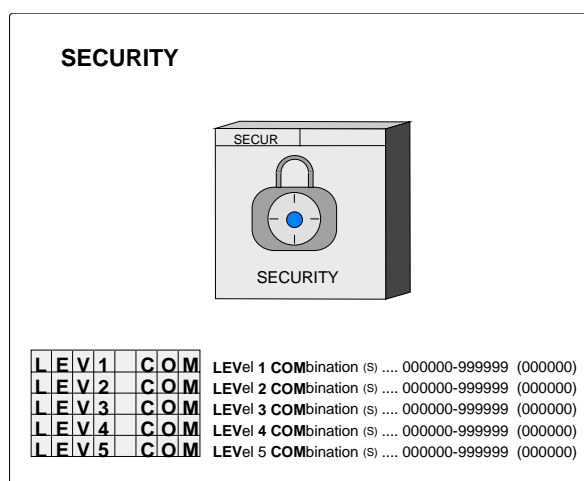 SECURITY
SECUR
SECURITY
LEV1 COM LEVel 1 COMbination (S) .... 000000-999999 (000000)
LEV2 COM LEVel 2 COMbination (S) .... 000000-999999 (000000)
LEV3 COM LEVel 3 COMbination (S) .... 000000-999999 (000000)
LEV4 COM LEVel 4 COMbination (S) .... 000000-999999 (000000)
LEV5 COM LEVel 5 COMbination (S) .... 000000-999999 (000000)